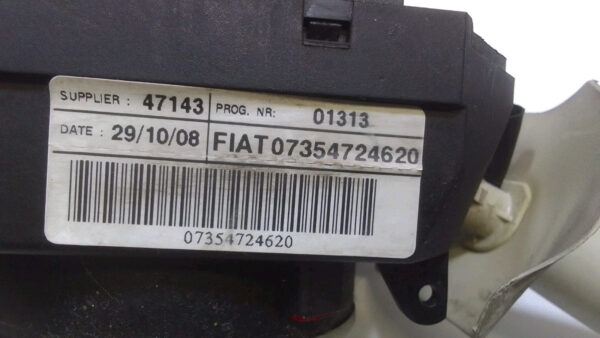 SUPPLIER : 47143 PROG. NR: 01313
DATE : 29/10/08 FIAT07354724620
07354724620